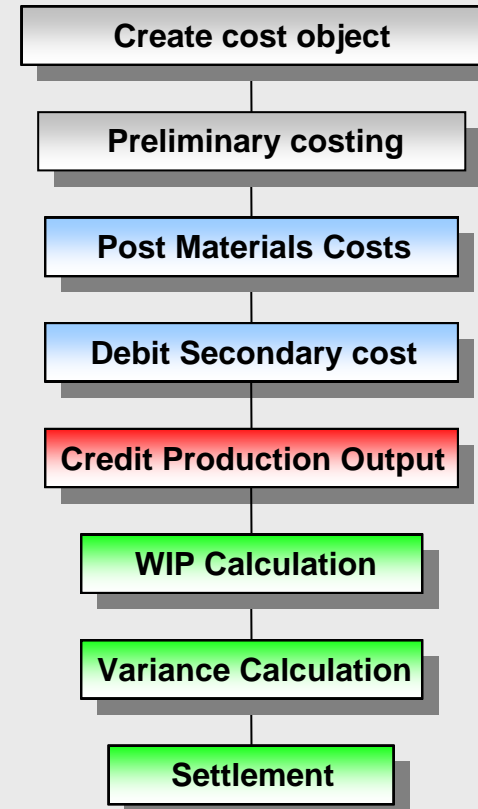 Create cost object
Preliminary costing
Post Materials Costs
Debit Secondary cost
Credit Production Output
WIP Calculation
Variance Calculation
Settlement